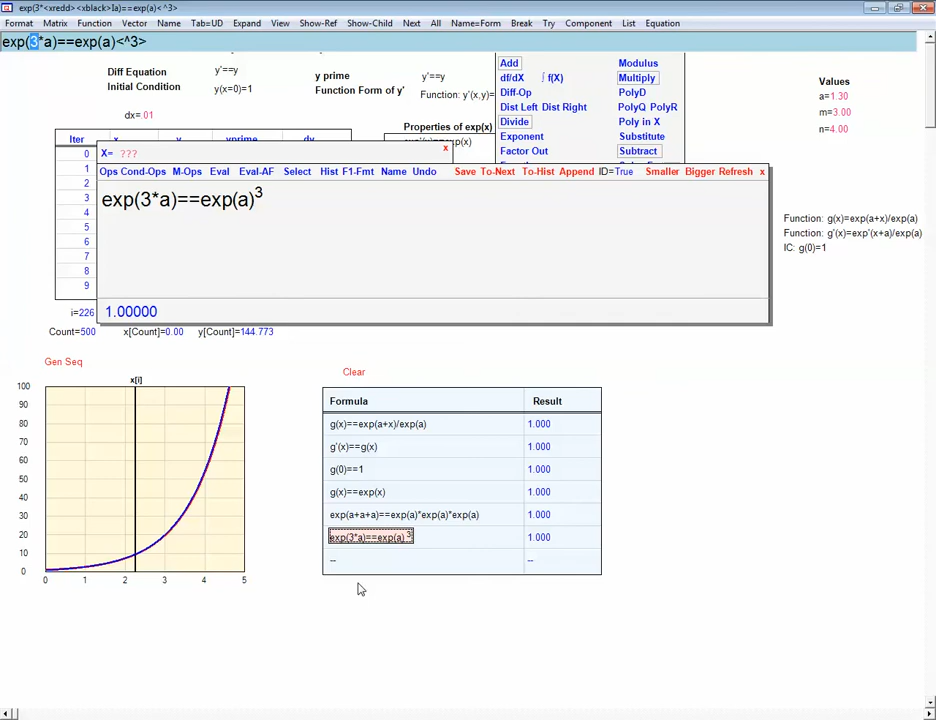 exp(3*<xredd><xblack>Ia)==exp(a)<^3>
Show Matrix Function Vector Name Tab=UD Expand View Show-Ref Show-Child Next All Name=Form Break Try Component List Equation
exp(3*a)==exp(a)<^3>
Diff Equation y'==y
Initial Condition y(x=0)=1
y prime y'==y
Function Form of y' Function: y'(x,y)=
dx=.01
Properties of exp(x)
Add Modulus
df/dX ∫f(X) Multiply
Diff-Op PolyD
Dist Left Dist Right PolyQ PolyR
Divide Poly in X
Exponent Substitute
Factor Out Subtract
Values
a=1.30
m=3.00
n=4.00
Iter x y yprime dy
0
1
2
3
4
5
6
7
8
9
X= ??? x
Ops Cond-Ops M-Ops Eval Eval-AF Select Hist F1-Fmt Name Undo Save To-Next To-Hist Append ID=True Smaller Bigger Refresh x
exp(3*a)==exp(a)3
1.00000
Function: g(x)=exp(a+x)/exp(a)
Function: g'(x)=exp'(x+a)/exp(a)
IC: g(0)=1
i=226
Count=500 x[Count]=0.00 y[Count]=144.773
Gen Seq
x[i]
100
90
80
70
60
50
40
30
20
10
0
0 1 2 3 4 5
Clear
Formula Result
g(x)==exp(a+x)/exp(a) 1.000
g'(x)==g(x) 1.000
g(0)==1 1.000
g(x)==exp(x) 1.000
exp(a+a+a)==exp(a)*exp(a)*exp(a) 1.000
exp(3*a)==exp(a)3 1.000
-- --